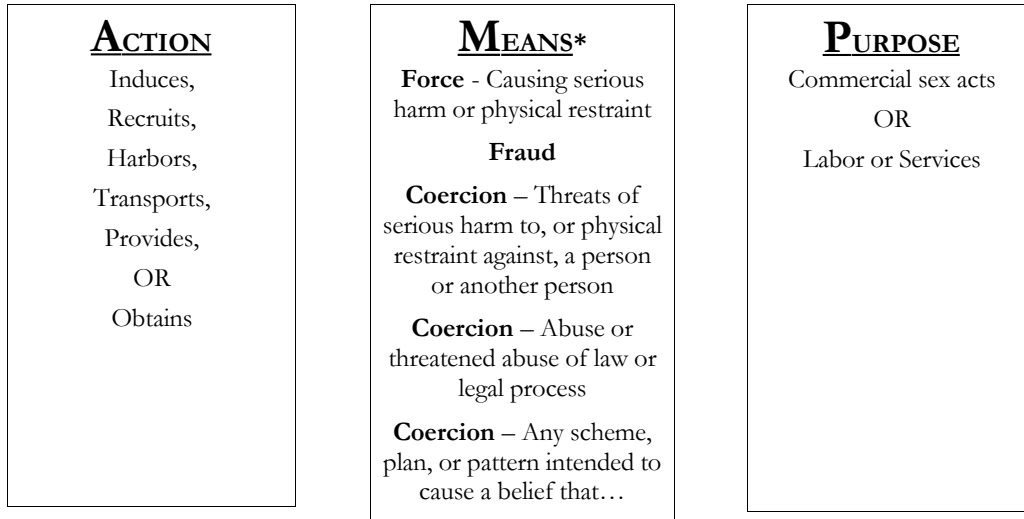 ACTION
Induces,
Recruits,
Harbors,
Transports,
Provides,
OR
Obtains
MEANS*
Force - Causing serious
harm or physical restraint
Fraud
Coercion – Threats of
serious harm to, or physical
restraint against, a person
or another person
Coercion – Abuse or
threatened abuse of law or
legal process
Coercion – Any scheme,
plan, or pattern intended to
cause a belief that…
PURPOSE
Commercial sex acts
OR
Labor or Services